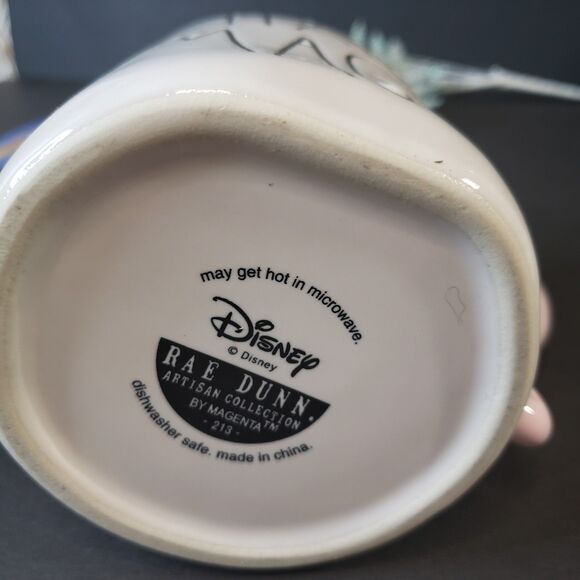 MAG
may get hot in microwave.
Disney
© Disney
RAE DUNN.
ARTISAN COLLECTION
BY MAGENTA™
- 213 -
dishwasher safe. made in china.